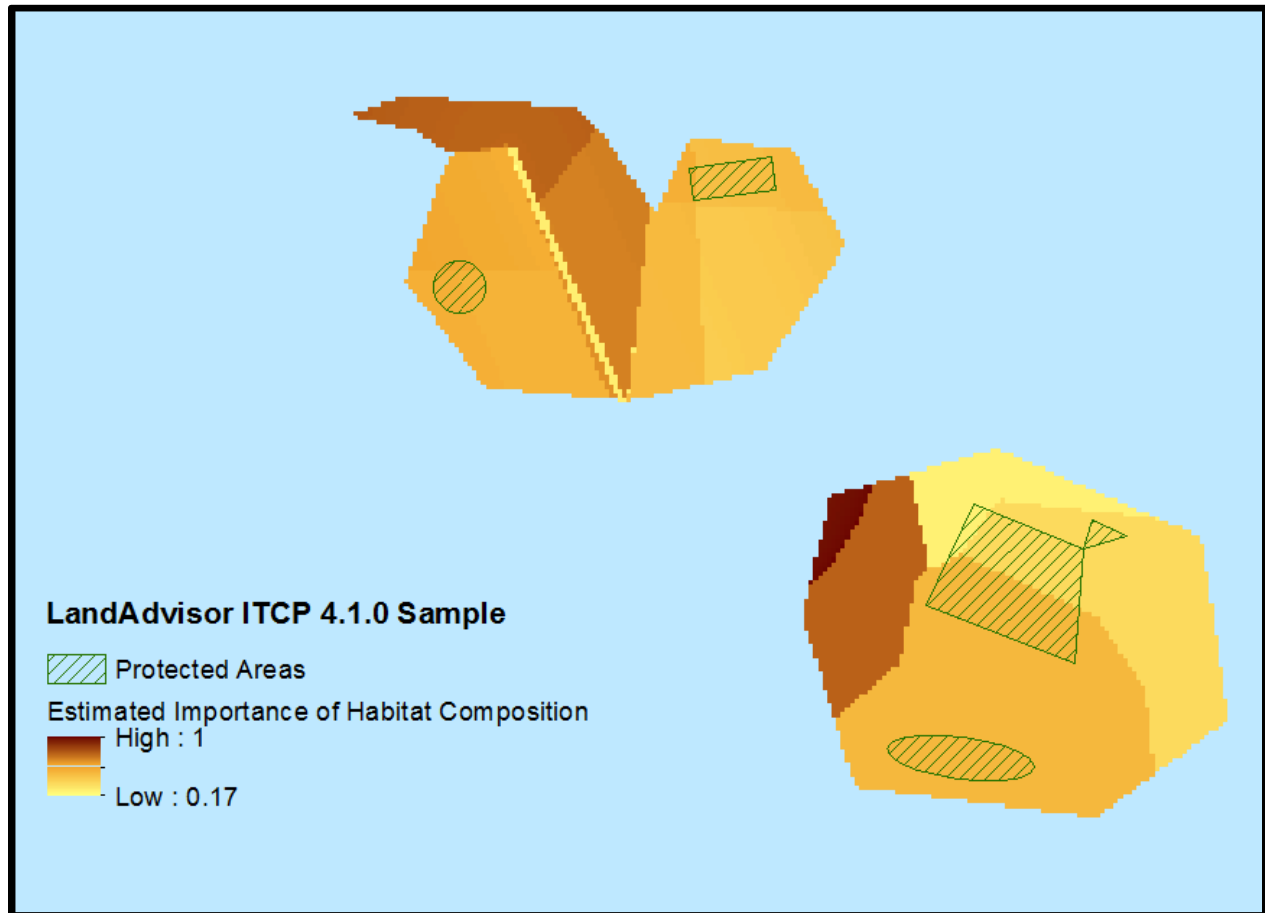 LandAdvisor ITCP 4.1.0 Sample
Protected Areas
Estimated Importance of Habitat Composition
High : 1
Low : 0.17